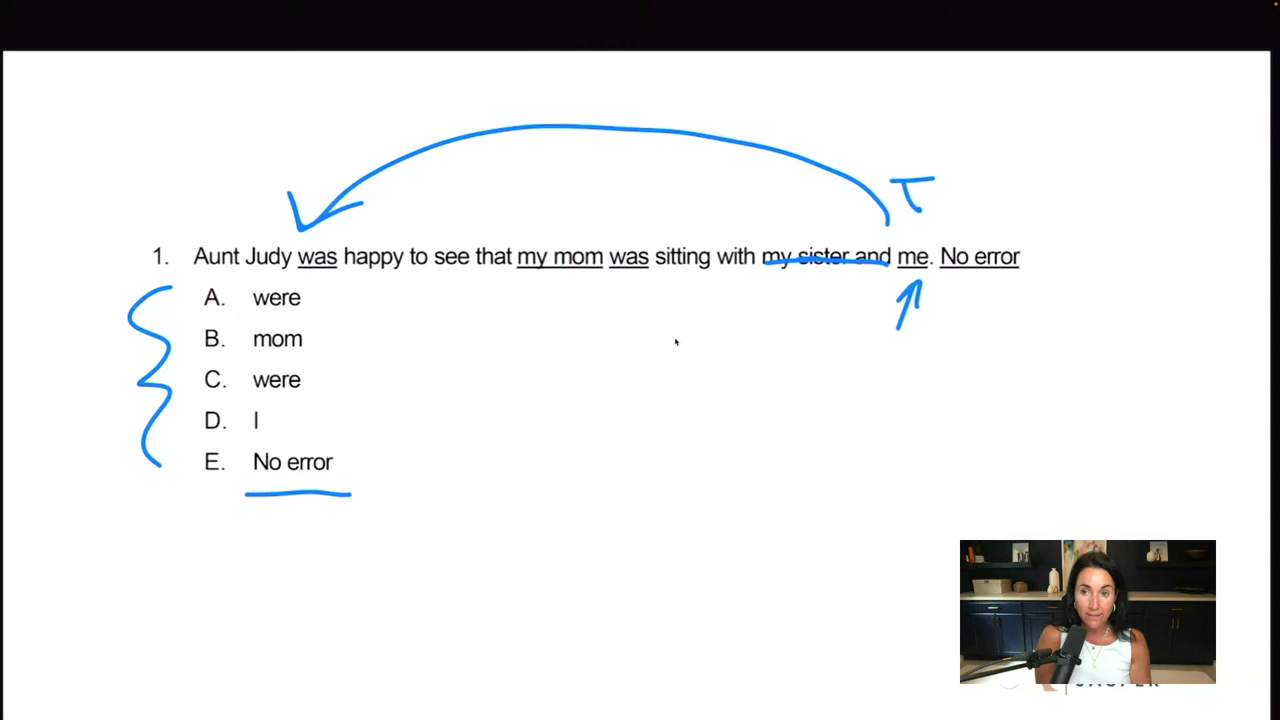 1. Aunt Judy was happy to see that my mom was sitting with my sister and me. No error
A. were
B. mom
C. were
D. I
E. No error